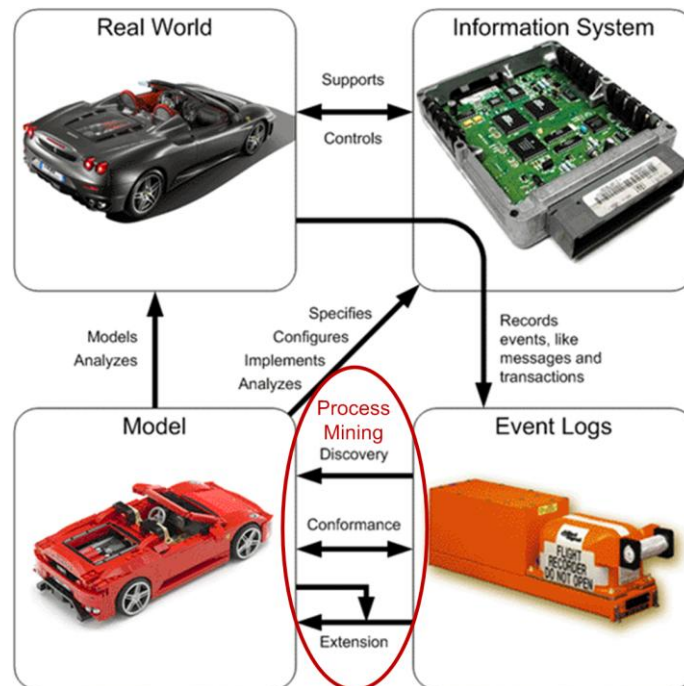 Real World
Information System
Supports
Controls
Models
Analyzes
Specifies
Configures
Implements
Analyzes
Records
events, like
messages and
transactions
Model
Process
Mining
Event Logs
Discovery
Conformance
Extension
FLIGHT
RECORDER
DO NOT OPEN